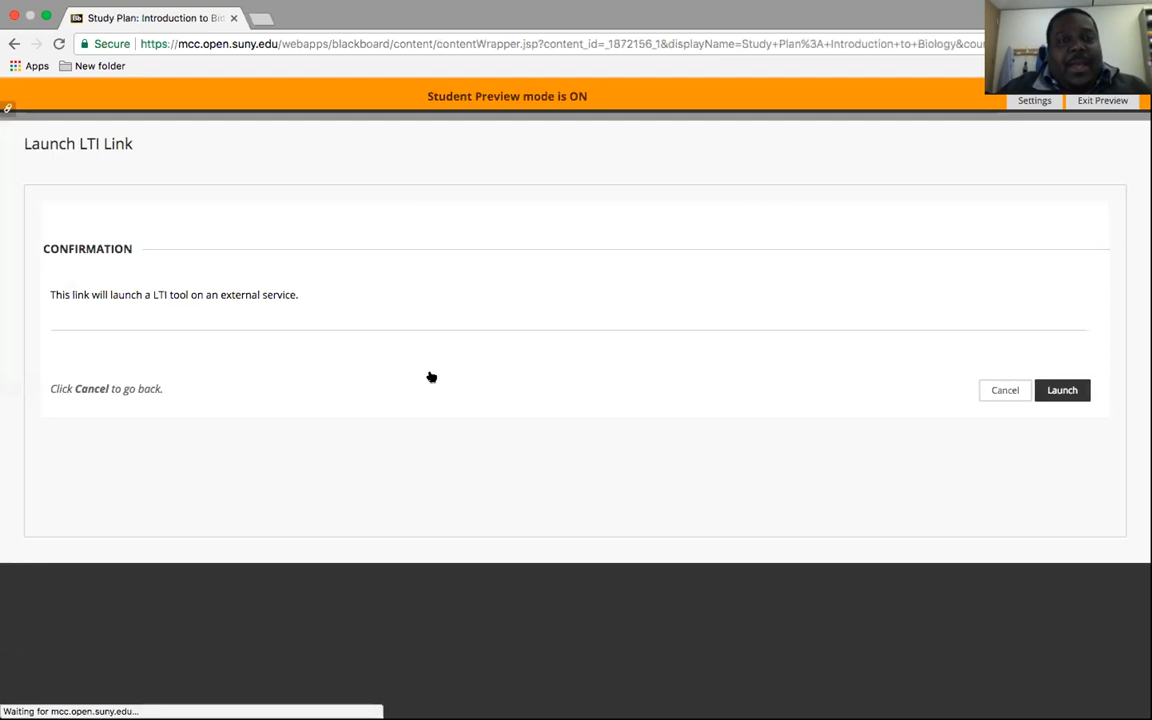 Study Plan: Introduction to Bio
Secure https://mcc.open.suny.edu/webapps/blackboard/content/contentWrapper.jsp?content_id=_1872156_1&displayName=Study+Plan%3A+Introduction+to+Biology&cou
Apps New folder
Student Preview mode is ON
Settings Exit Preview
Launch LTI Link
CONFIRMATION
This link will launch a LTI tool on an external service.
Click Cancel to go back.
Cancel Launch
Waiting for mcc.open.suny.edu...